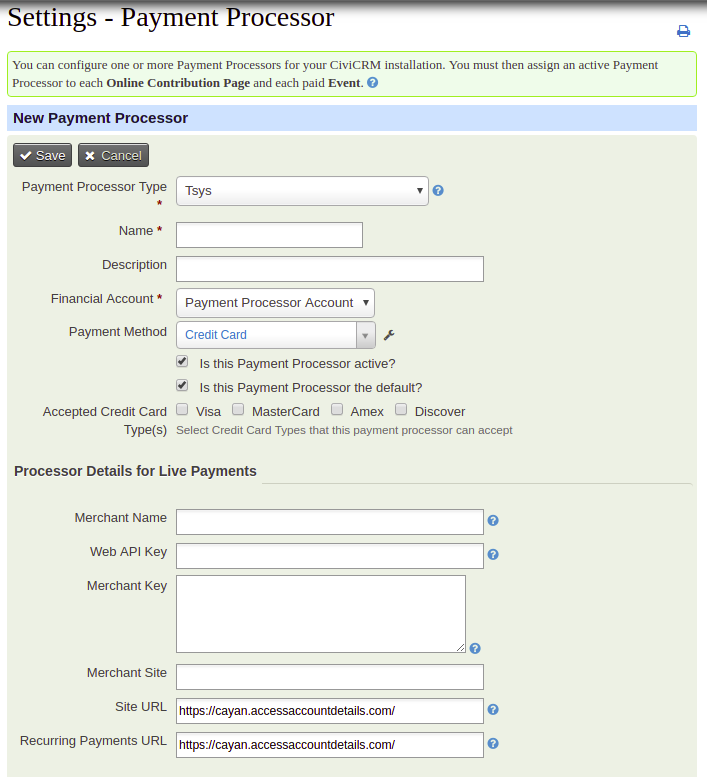 Settings - Payment Processor
You can configure one or more Payment Processors for your CiviCRM installation. You must then assign an active Payment
Processor to each Online Contribution Page and each paid Event. ?
New Payment Processor
Save Cancel
Payment Processor Type * Tsys ?
Name *
Description
Financial Account * Payment Processor Account
Payment Method Credit Card
Is this Payment Processor active?
Is this Payment Processor the default?
Accepted Credit Card Visa MasterCard Amex Discover
Type(s) Select Credit Card Types that this payment processor can accept
Processor Details for Live Payments
Merchant Name ?
Web API Key ?
Merchant Key ?
Merchant Site
Site URL https://cayan.accessaccountdetails.com/ ?
Recurring Payments URL https://cayan.accessaccountdetails.com/ ?